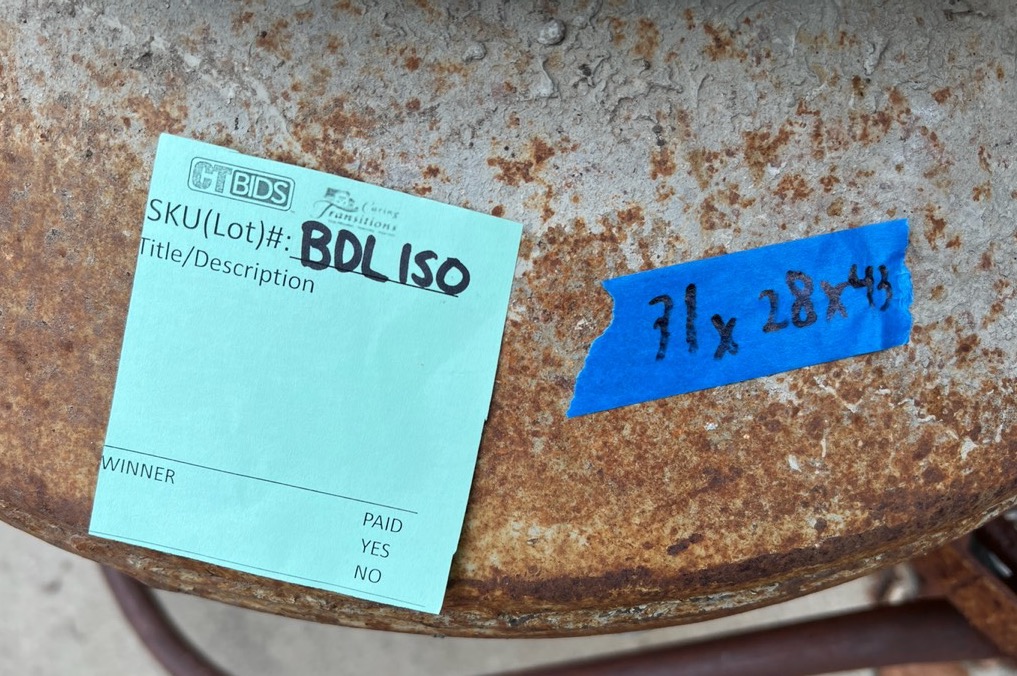 CTBIDS
Caring
Transitions
SKU(Lot)#: BDL150
Title/Description
WINNER
PAID
YES
NO
71 x 28 x 43